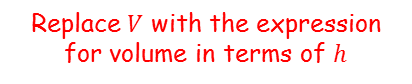 Replace V with the expression
for volume in terms of h